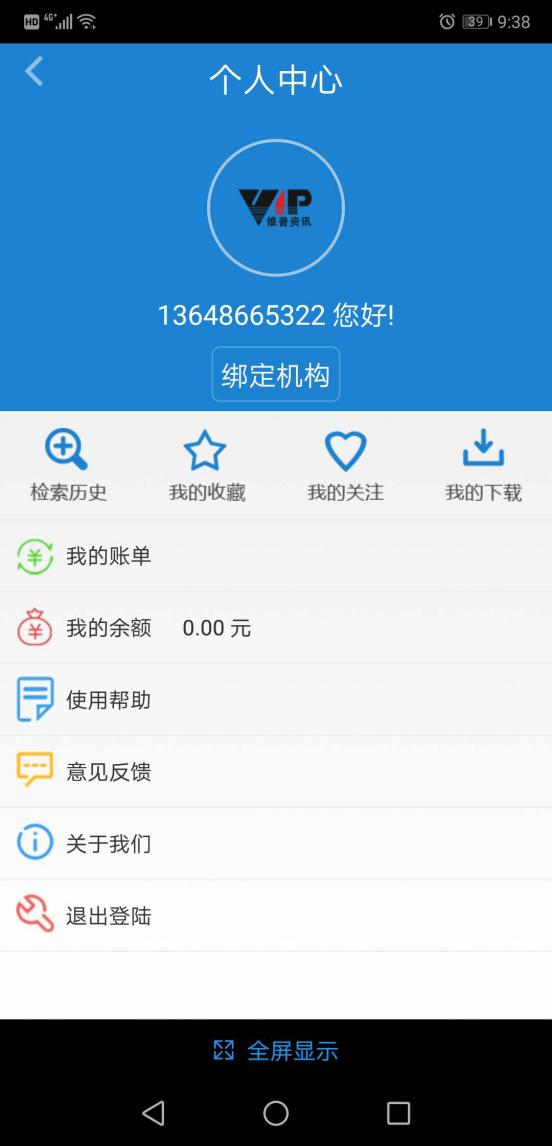 HD 4G+ 39 9:38
个人中心
VIP
维普资讯
13648665322 您好!
绑定机构
检索历史 我的收藏 我的关注 我的下载
我的账单
我的余额 0.00 元
使用帮助
意见反馈
关于我们
退出登陆
全屏显示